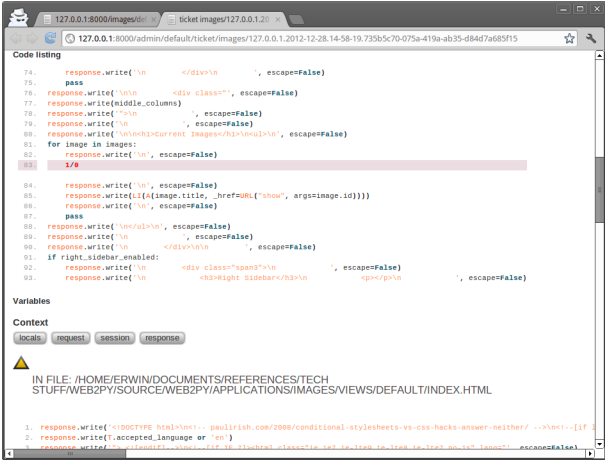 127.0.0.1:8000/images/def
ticket images/127.0.0.1.20
127.0.0.1:8000/admin/default/ticket/images/127.0.0.1.2012-12-28.14-58-19.735b5c70-075a-419a-ab35-d84d7a685f15
Code listing
74. response.write('\n </div>\n ', escape=False)
75. pass
76. response.write('\n\n <div class="', escape=False)
77. response.write(middle_columns)
78. response.write('">\n ', escape=False)
79. response.write('\n ', escape=False)
80. response.write('\n\n<h1>Current Images</h1>\n<ul>\n', escape=False)
81. for image in images:
82. response.write('\n', escape=False)
83. 1/0
84. response.write('\n', escape=False)
85. response.write(LI(A(image.title, _href=URL("show", args=image.id))))
86. response.write('\n', escape=False)
87. pass
88. response.write('\n</ul>\n', escape=False)
89. response.write('\n ', escape=False)
90. response.write('\n </div>\n\n ', escape=False)
91. if right_sidebar_enabled:
92. response.write('\n <div class="span3">\n ', escape=False)
93. response.write('\n <h3>Right Sidebar</h3>\n <p></p>\n ', escape=False)
Variables
Context
locals request session response
IN FILE: /HOME/ERWIN/DOCUMENTS/REFERENCES/TECH
STUFF/WEB2PY/SOURCE/WEB2PY/APPLICATIONS/IMAGES/VIEWS/DEFAULT/INDEX.HTML
1. response.write('<!DOCTYPE html>\n<!-- paulirish.com/2008/conditional-stylesheets-vs-css-hacks-answer-neither/ -->\n<!--[if l
2. response.write(T.accepted_language or 'en')